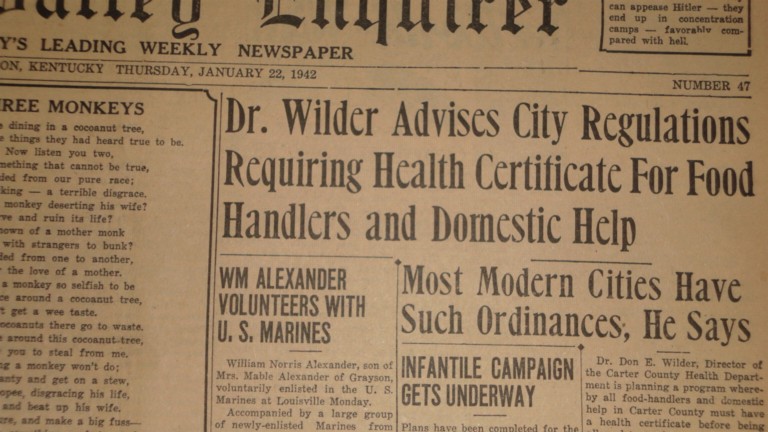 Enquirer
can appease Hitler — they
end up in concentration
camps — favorably com-
pared with hell.
Y'S LEADING WEEKLY NEWSPAPER
ON, KENTUCKY THURSDAY, JANUARY 22, 1942
NUMBER 47
REE MONKEYS
dining in a cocoanut tree,
things they had heard true to be.
Now listen you two,
mething that cannot be true,
ded from our pure race;
king — a terrible disgrace.
monkey deserting his wife?
ve and ruin its life?
nown of a mother monk
with strangers to bunk?
ded from one to another,
the love of a mother.
a monkey so selfish to be
ce around a cocoanut tree,
t get a wee taste.
ocoanuts there go to waste.
around this cocoanut-tree,
you to steal from me.
g a monkey won't do;
anty and get on a stew,
opee, disgracing his life,
and beat up his wife.
ure, and make a big fuss—
Dr. Wilder Advises City Regulations
Requiring Health Certificate For Food
Handlers and Domestic Help
WM ALEXANDER
VOLUNTEERS WITH
U. S. MARINES
William Norris Alexander, son of
Mrs. Mable Alexander of Grayson,
voluntarily enlisted in the U. S.
Marines at Louisville Monday.
Accompanied by a large group
of newly-enlisted Marines from
Most Modern Cities Have
Such Ordinances, He Says
INFANTILE CAMPAIGN
GETS UNDERWAY
Plans have been completed for the
Dr. Don E. Wilder, Director of
the Carter County Health Depart-
ment is planning a program where-
by all food-handlers and domestic
help in Carter County must have
a health certificate before being